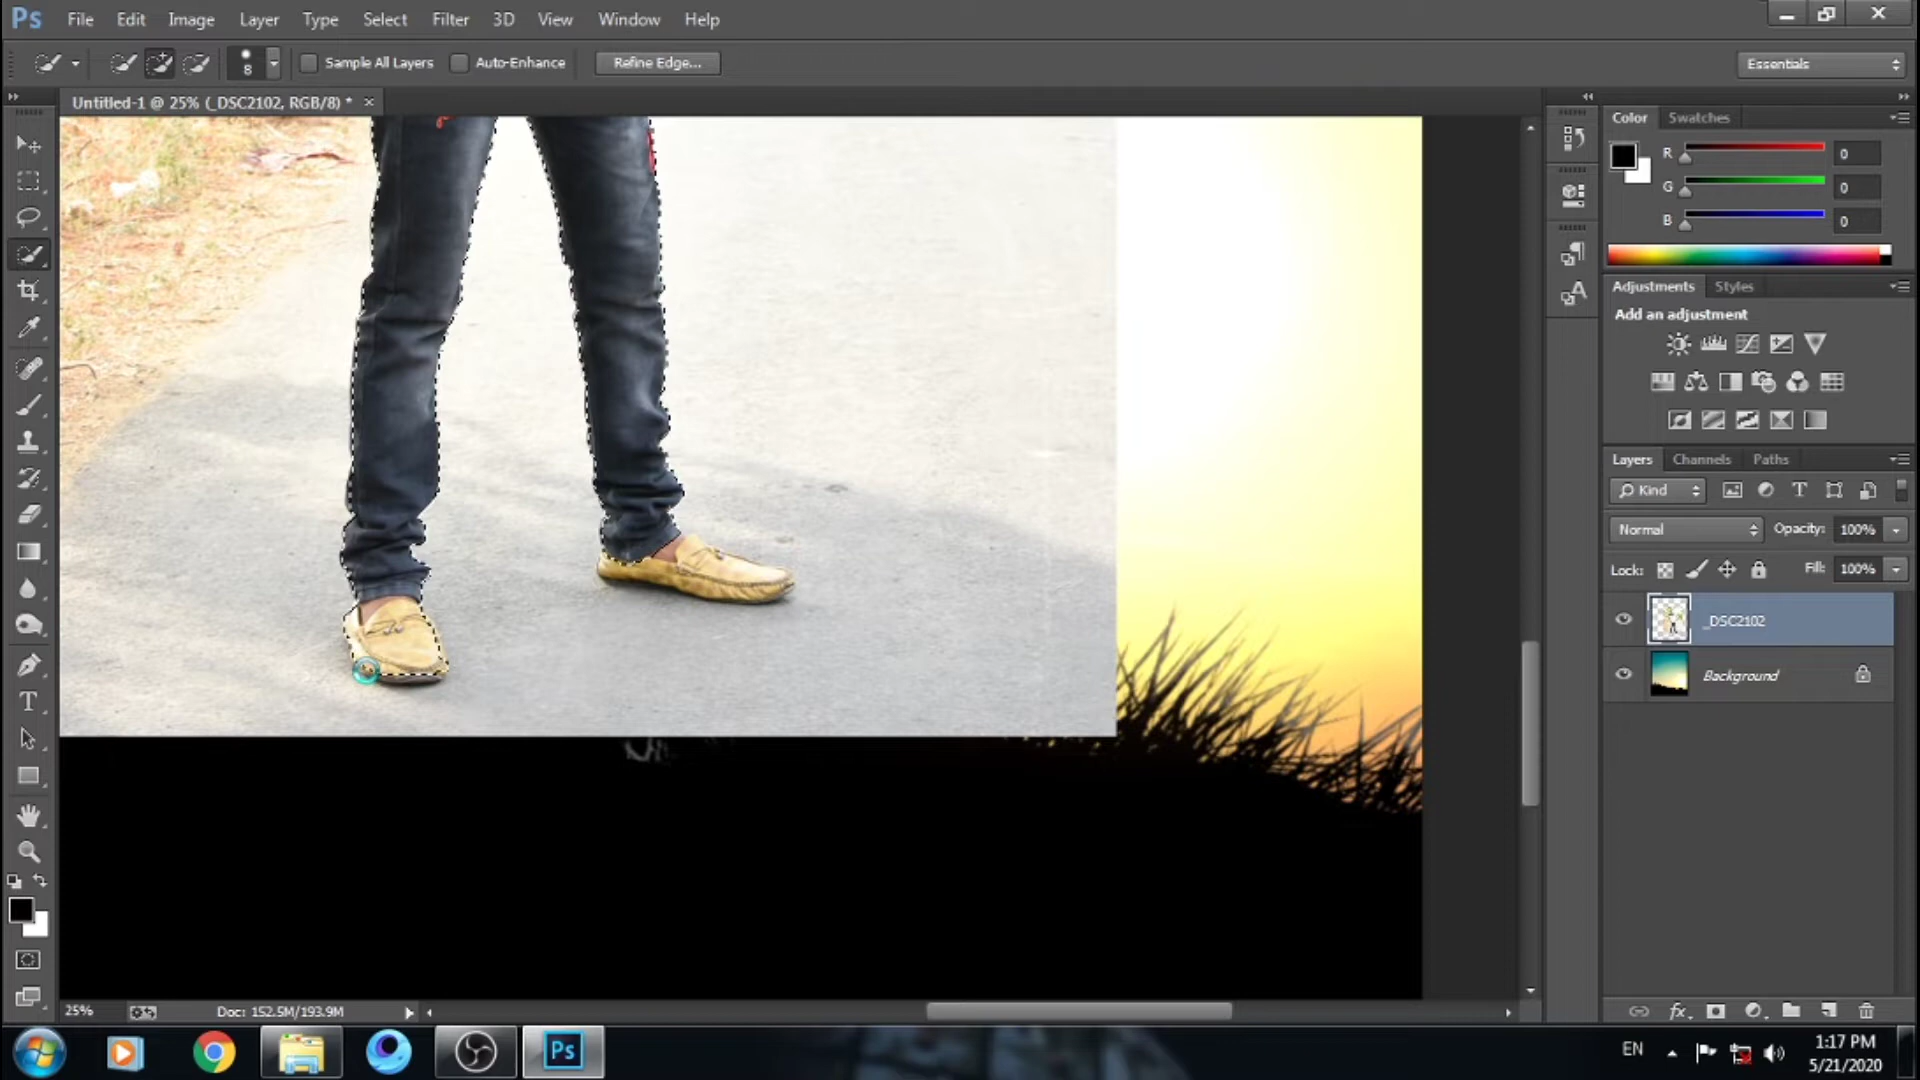 Ps File Edit Image Layer Type Select Filter 3D View Window Help
8 Sample All Layers Auto-Enhance Refine Edge... Essentials
Untitled-1 @ 25% (_DSC2102, RGB/8) * ×
Color Swatches
R 0
G 0
B 0
Adjustments Styles
Add an adjustment
Layers Channels Paths
Kind
Normal Opacity: 100%
Lock: Fill: 100%
_DSC2102
Background
25% Doc: 152.5M/193.9M
Ps EN 1:17 PM
5/21/2020